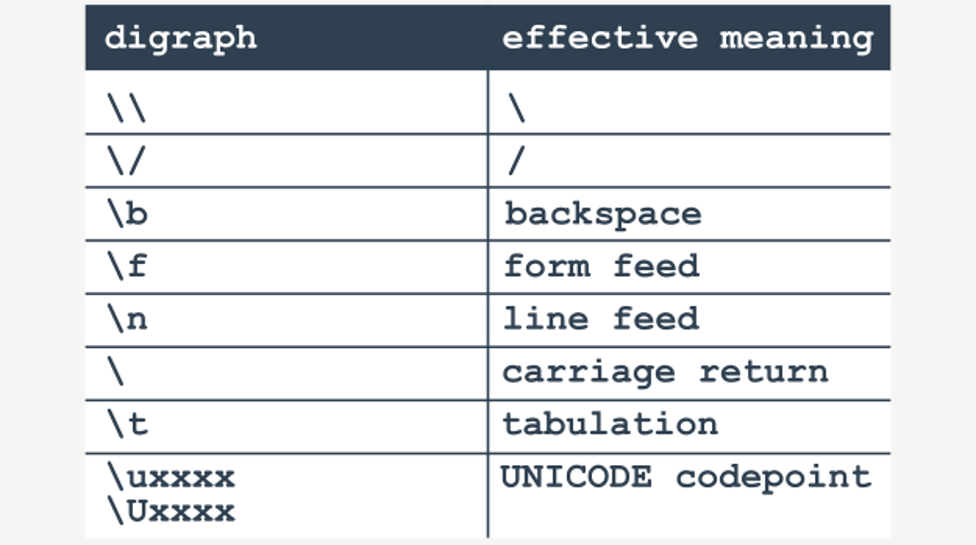 digraph effective meaning
\\ \
\/ /
\b backspace
\f form feed
\n line feed
\ carriage return
\t tabulation
\uxxxx UNICODE codepoint
\Uxxxx